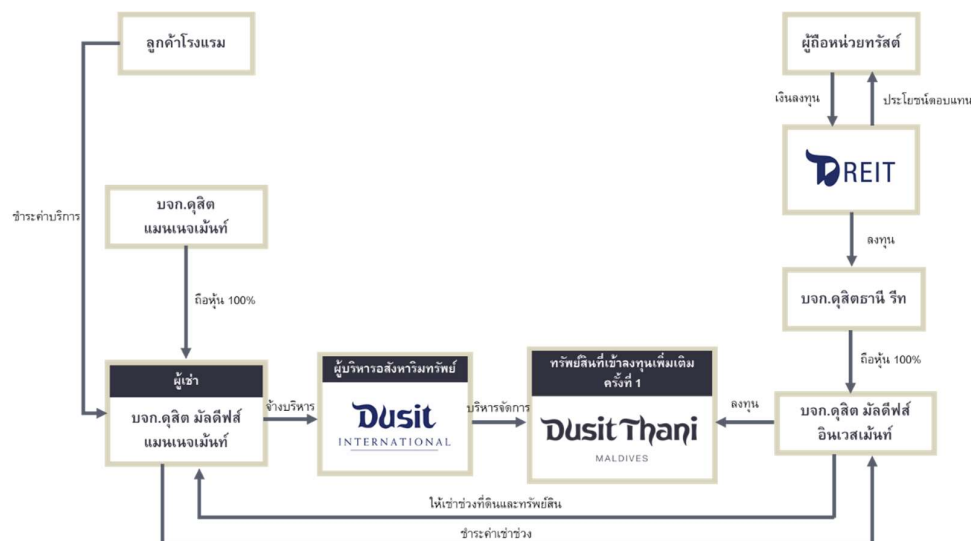 ลูกค้าโรงแรม
ผู้ถือหน่วยทรัสต์
เงินลงทุน
ประโยชน์ตอบแทน
DREIT
ชำระค่าบริการ
บจก.ดุสิต
แมนเนจเม้นท์
ลงทุน
ถือหุ้น 100%
บจก.ดุสิตธานี รีท
ถือหุ้น 100%
ผู้เช่า
บจก.ดุสิต มัลดีฟส์
แมนเนจเม้นท์
จ้างบริหาร
ผู้บริหารอสังหาริมทรัพย์
Dusit
INTERNATIONAL
บริหารจัดการ
ทรัพย์สินที่เข้าลงทุนเพิ่มเติม
ครั้งที่ 1
Dusit Thani
MALDIVES
ลงทุน
บจก.ดุสิต มัลดีฟส์
อินเวสเม้นท์
ให้เช่าช่วงที่ดินและทรัพย์สิน
ชำระค่าเช่าช่วง